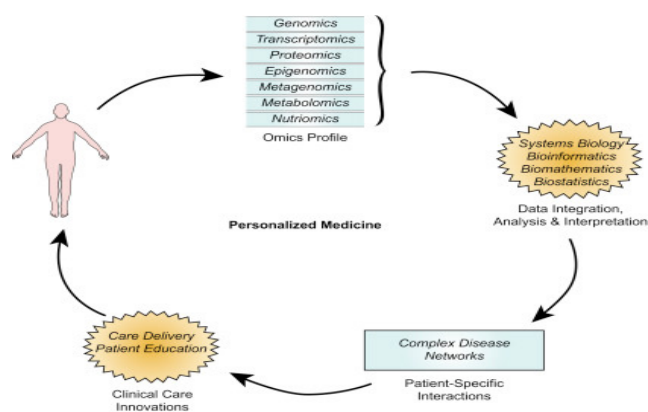 Genomics
Transcriptomics
Proteomics
Epigenomics
Metagenomics
Metabolomics
Nutriomics
Omics Profile
Systems Biology
Bioinformatics
Biomathematics
Biostatistics
Data Integration,
Analysis & Interpretation
Personalized Medicine
Complex Disease
Networks
Patient-Specific
Interactions
Care Delivery
Patient Education
Clinical Care
Innovations